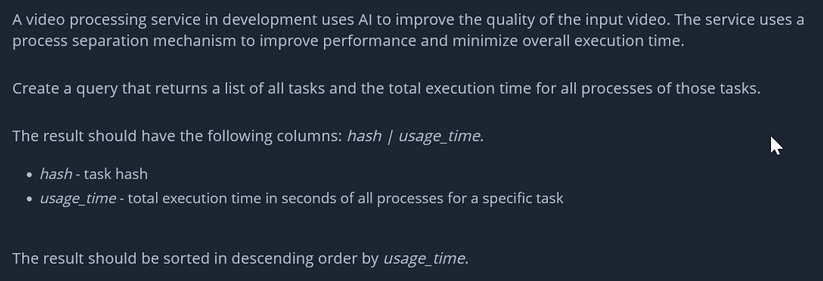 A video processing service in development uses AI to improve the quality of the input video. The service uses a
process separation mechanism to improve performance and minimize overall execution time.
Create a query that returns a list of all tasks and the total execution time for all processes of those tasks.
The result should have the following columns: hash | usage_time.
• hash - task hash
• usage_time - total execution time in seconds of all processes for a specific task
The result should be sorted in descending order by usage_time.